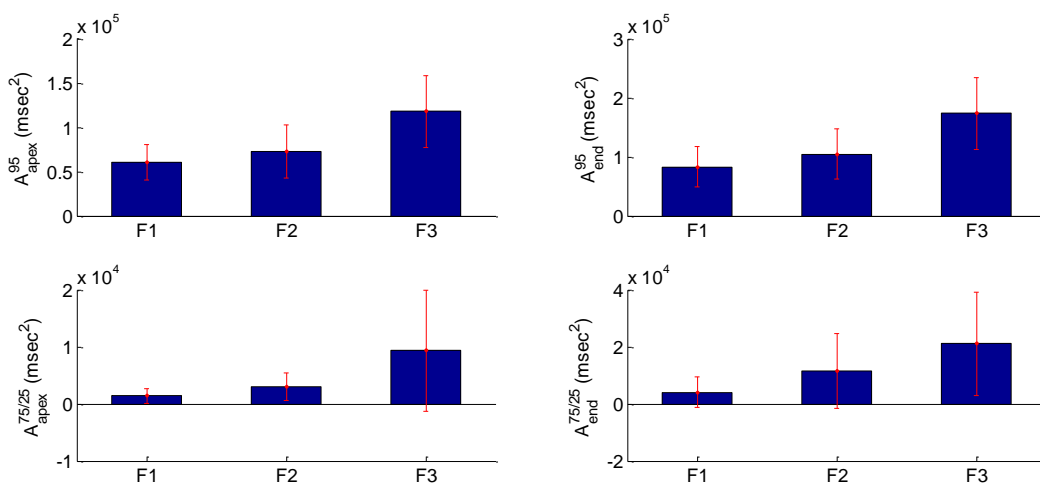 x 10^5
2
1.5
1
0.5
0
A^95_apex (msec^2)
F1 F2 F3
x 10^5
3
2
1
0
A^95_end (msec^2)
F1 F2 F3
x 10^4
2
1
0
-1
A^75/25_apex (msec^2)
F1 F2 F3
x 10^4
4
2
0
-2
A^75/25_end (msec^2)
F1 F2 F3